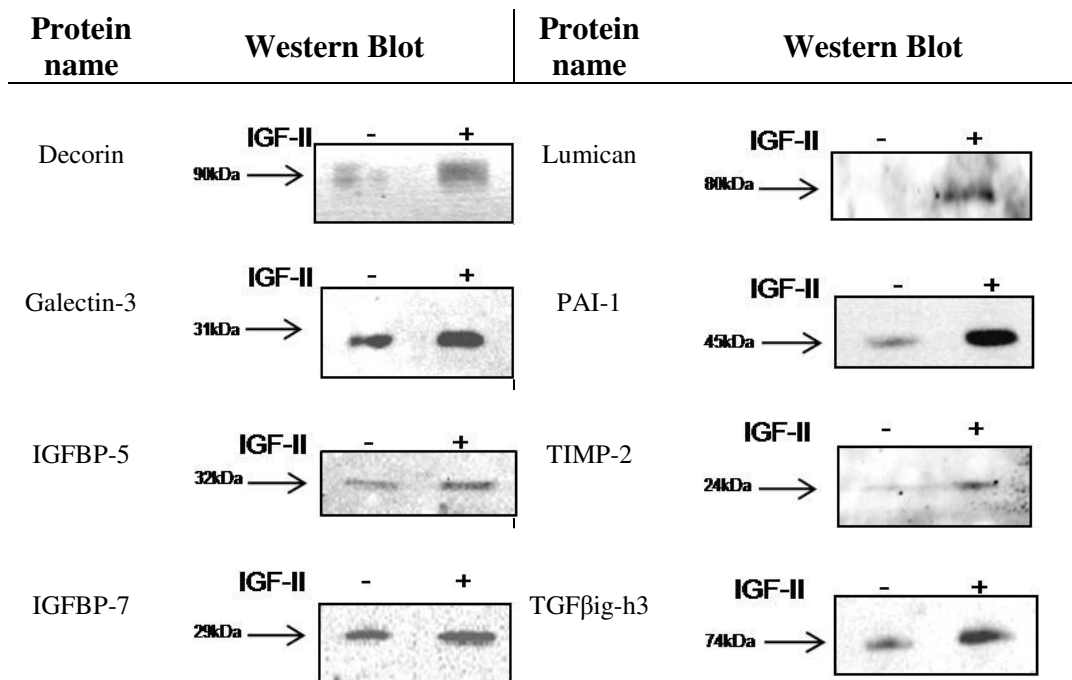 Protein name Western Blot Protein name Western Blot
Decorin
IGF-II - +
90kDa
Lumican
IGF-II - +
80kDa
Galectin-3
IGF-II - +
31kDa
PAI-1
IGF-II - +
45kDa
IGFBP-5
IGF-II - +
32kDa
TIMP-2
IGF-II - +
24kDa
IGFBP-7
IGF-II - +
29kDa
TGFβig-h3
IGF-II - +
74kDa